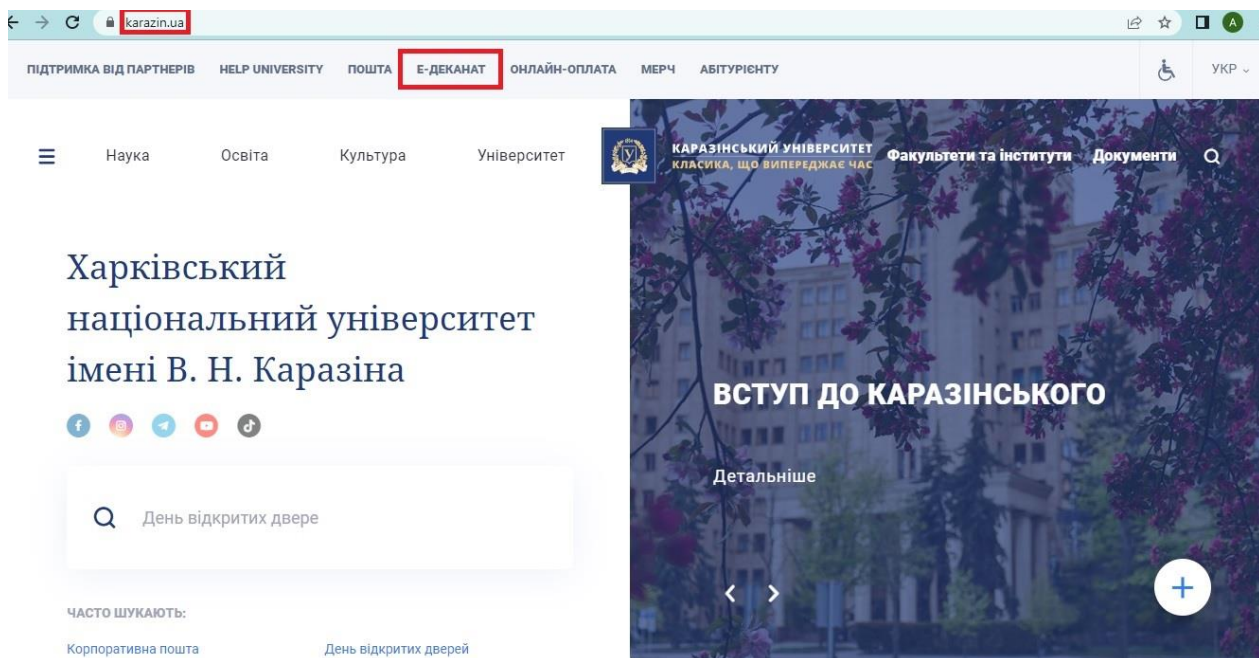 karazin.ua
A
ПІДТРИМКА ВІД ПАРТНЕРІВ HELP UNIVERSITY ПОШТА Е-ДЕКАНАТ ОНЛАЙН-ОПЛАТА МЕРЧ АБІТУРІЄНТУ УКР
Наука Освіта Культура Університет
КАРАЗІНСЬКИЙ УНІВЕРСИТЕТ
КЛАСИКА, ЩО ВИПЕРЕДЖАЄ ЧАС
Факультети та інститути Документи
Харківський
національний університет
імені В. Н. Каразіна
ВСТУП ДО КАРАЗІНСЬКОГО
Детальніше
День відкритих двере
ЧАСТО ШУКАЮТЬ:
Корпоративна пошта День відкритих дверей